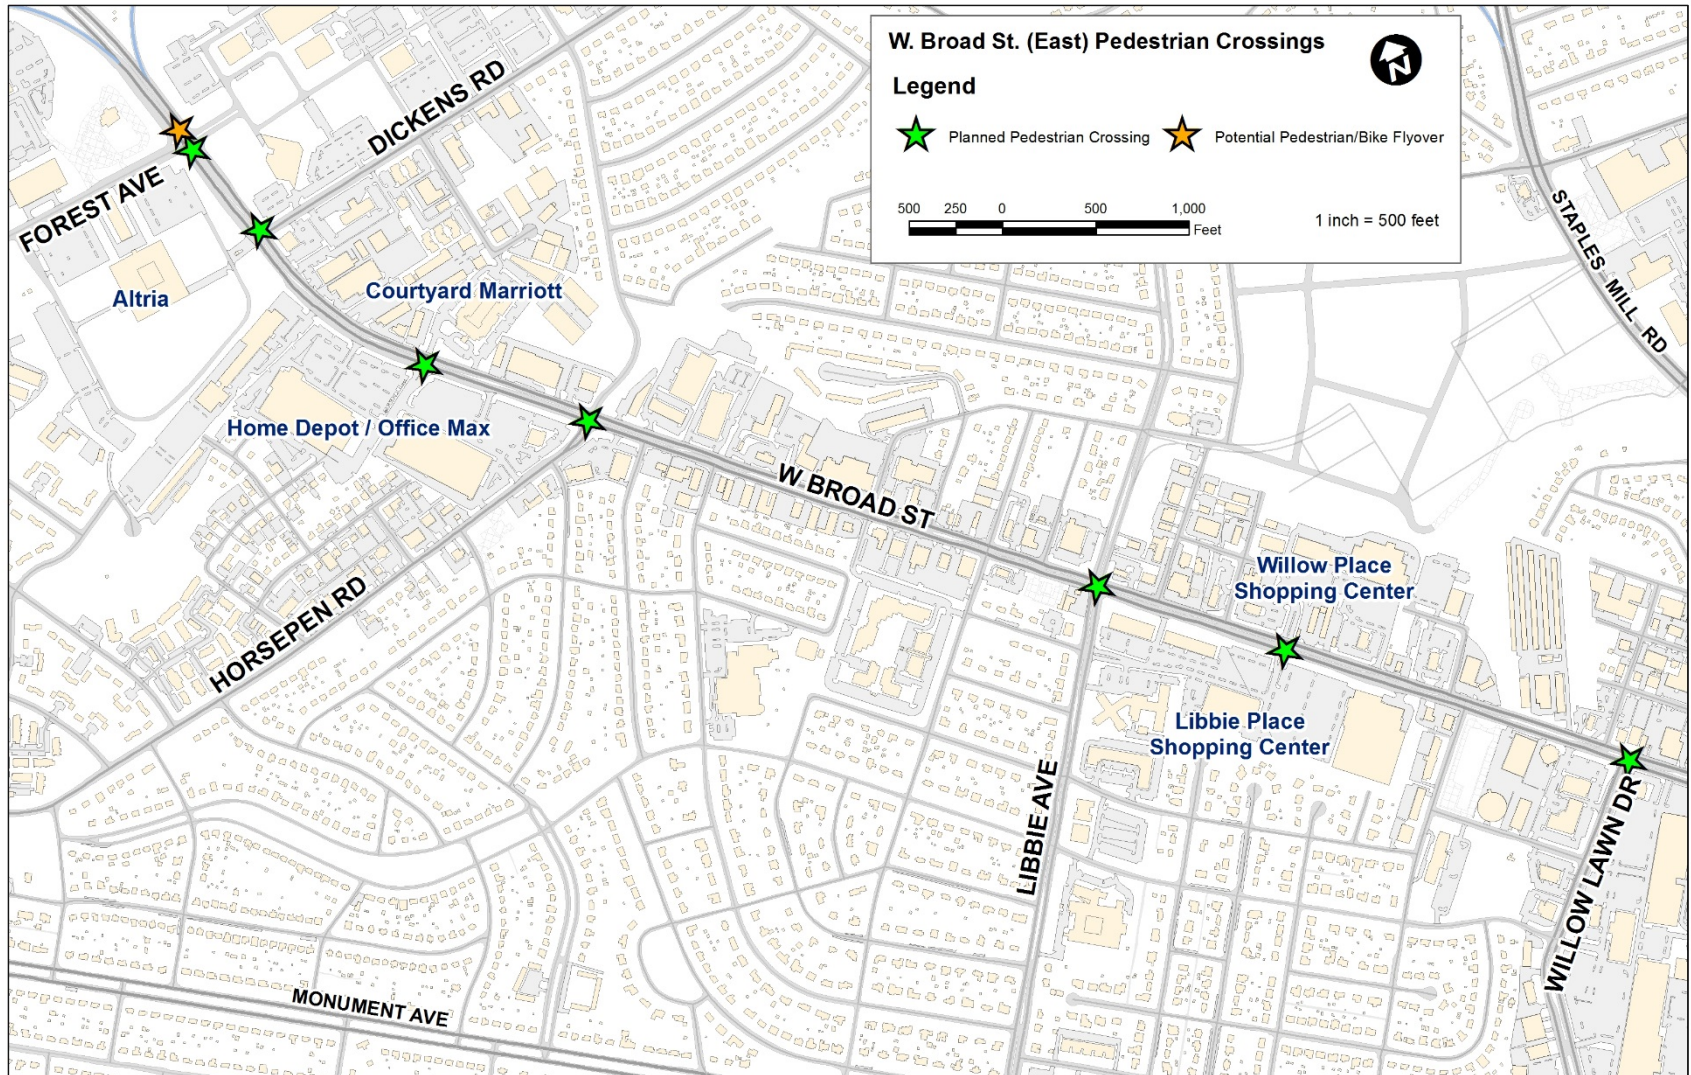 W. Broad St. (East) Pedestrian Crossings
N
Legend
Planned Pedestrian Crossing
Potential Pedestrian/Bike Flyover
500 250 0 500 1,000
Feet
1 inch = 500 feet
DICKENS RD
FOREST AVE
STAPLES MILL RD
Altria
Courtyard Marriott
Home Depot / Office Max
W BROAD ST
HORSEPEN RD
Willow Place
Shopping Center
Libbie Place
Shopping Center
LIBBIE AVE
WILLOW LAWN DR
MONUMENT AVE